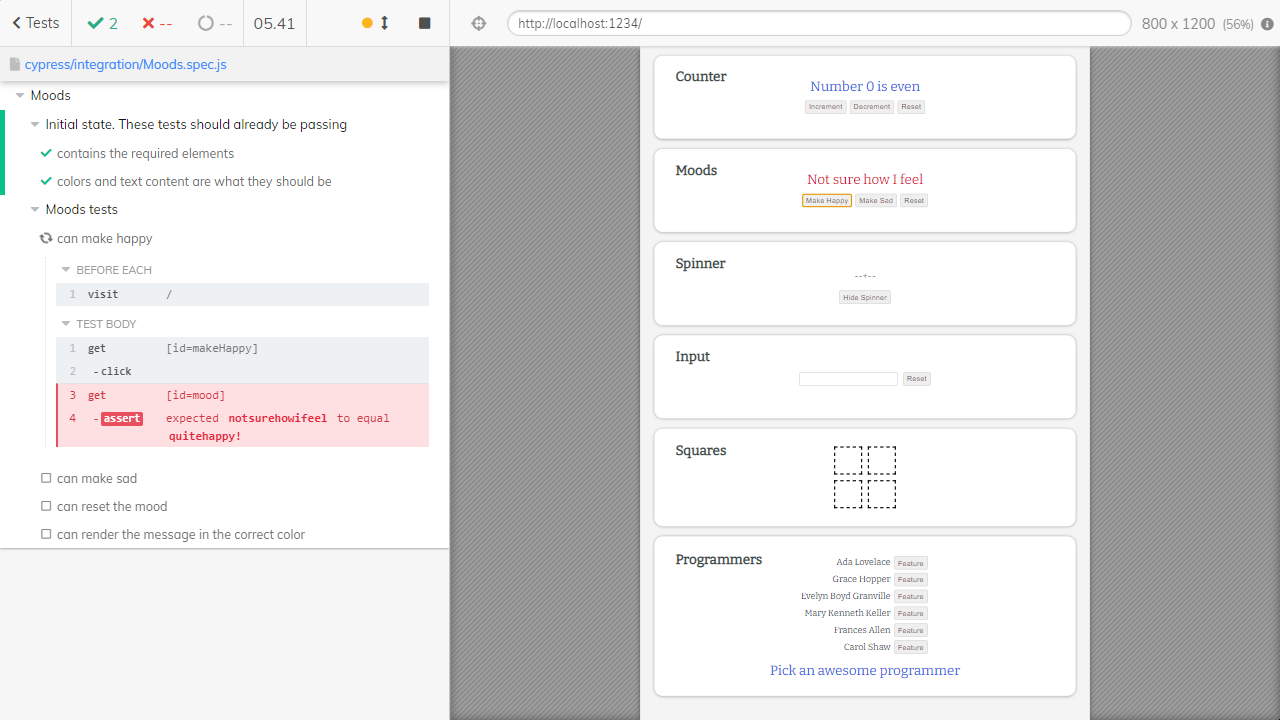 Tests 2 -- -- 05.41 http://localhost:1234/ 800 x 1200 (56%)
cypress/integration/Moods.spec.js
Moods
Initial state. These tests should already be passing
contains the required elements
colors and text content are what they should be
Moods tests
can make happy
BEFORE EACH
1 visit /
TEST BODY
1 get [id=makeHappy]
2 -click
3 get [id=mood]
4 -assert expected notsurehowifeel to equal
quitehappy!
can make sad
can reset the mood
can render the message in the correct color
Counter
Number 0 is even
Increment Decrement Reset
Moods
Not sure how I feel
Make Happy Make Sad Reset
Spinner
--+--
Hide Spinner
Input
Reset
Squares
Programmers
Ada Lovelace Feature
Grace Hopper Feature
Evelyn Boyd Granville Feature
Mary Kenneth Keller Feature
Frances Allen Feature
Carol Shaw Feature
Pick an awesome programmer